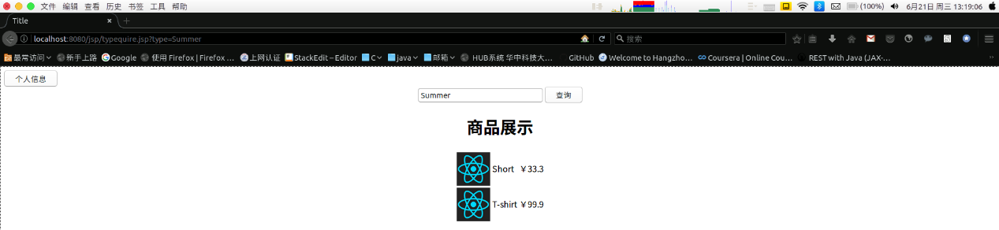 文件 编辑 查看 历史 书签 工具 帮助 (100%) 6月21日 周三 13:19:06
Title
localhost:8080/jsp/typequire.jsp?type=Summer 搜索
最常访问 新手上路 Google 使用 Firefox | Firefox … 上网认证 StackEdit – Editor C java 邮箱 HUB系统 华中科技大… GitHub Welcome to Hangzho… Coursera | Online Cou… REST with Java (JAX-…
个人信息
Summer 查询
商品展示
Short ￥33.3
T-shirt ￥99.9